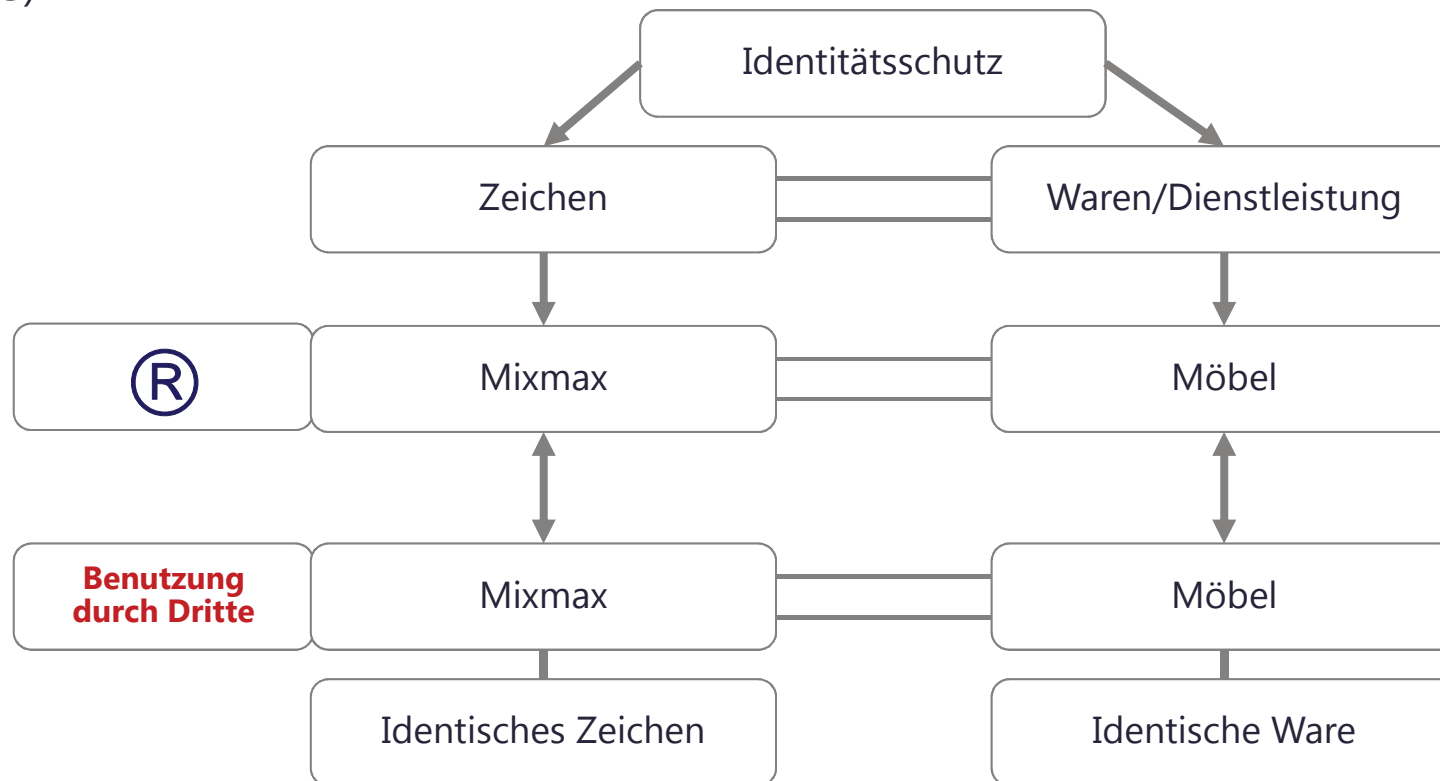 Identitätsschutz
Zeichen
Waren/Dienstleistung
®
Mixmax
Möbel
Benutzung
durch Dritte
Mixmax
Möbel
Identisches Zeichen
Identische Ware